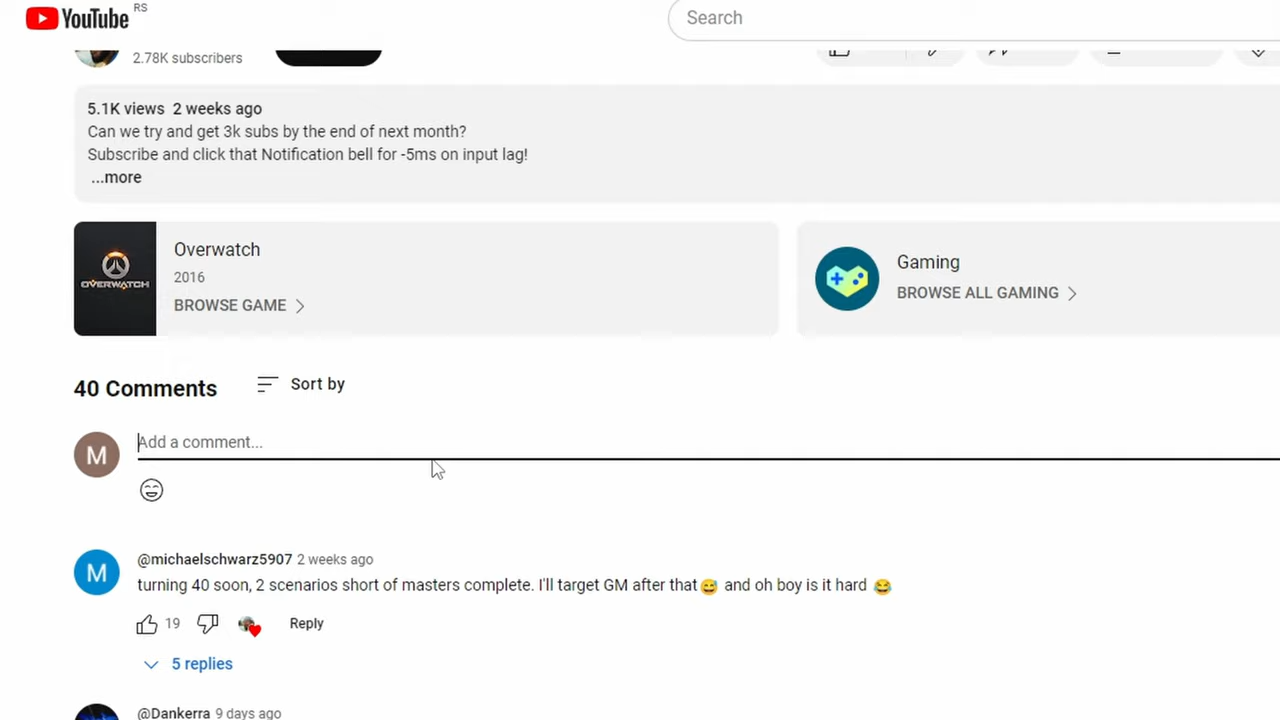 YouTube RS
Search
2.78K subscribers
5.1K views 2 weeks ago
Can we try and get 3k subs by the end of next month?
Subscribe and click that Notification bell for -5ms on input lag!
...more
OVERWATCH
Overwatch
2016
BROWSE GAME
Gaming
BROWSE ALL GAMING
40 Comments
Sort by
M
Add a comment...
M
@michaelschwarz5907 2 weeks ago
turning 40 soon, 2 scenarios short of masters complete. I'll target GM after that😅 and oh boy is it hard 😂
19
Reply
5 replies
@Dankerra 9 days ago